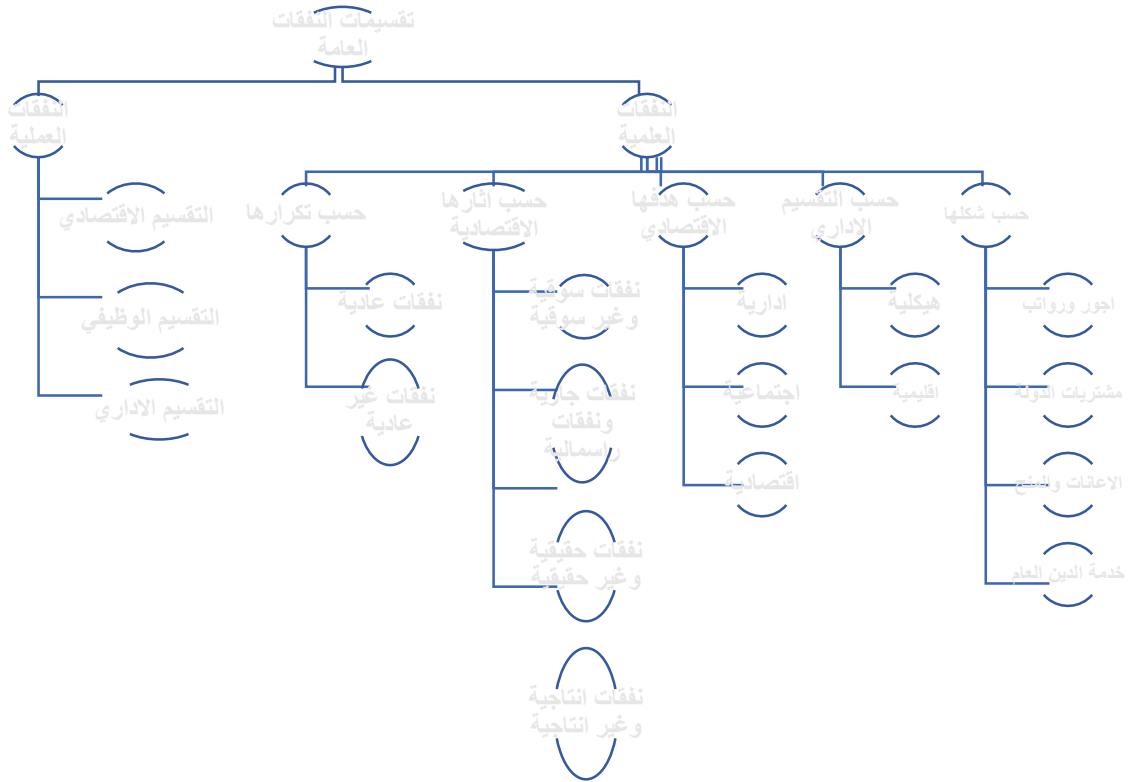 تقسيمات النفقات
العامة
النفقات
العلمية
النفقات
العملية
حسب شكلها
اجور ورواتب
مشتريات الدولة
الاعانات والمنح
خدمة الدين العام
حسب التقسيم
الاداري
هيكلية
اقليمية
حسب هدفها
الاقتصادي
ادارية
اجتماعية
اقتصادية
حسب اثارها
الاقتصادية
نفقات سوقية
وغير سوقية
نفقات جارية
ونفقات
راسمالية
نفقات حقيقية
وغير حقيقية
نفقات انتاجية
وغير انتاجية
حسب تكرارها
نفقات عادية
نفقات غير
عادية
التقسيم الاقتصادي
التقسيم الوظيفي
التقسيم الاداري